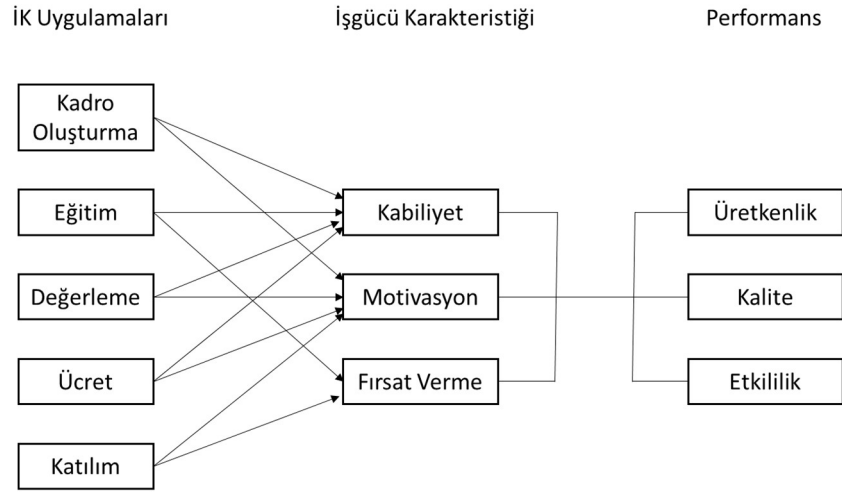 İK Uygulamaları
İşgücü Karakteristiği
Performans
Kadro
Oluşturma
Eğitim
Kabiliyet
Üretkenlik
Değerleme
Motivasyon
Kalite
Ücret
Fırsat Verme
Etkililik
Katılım